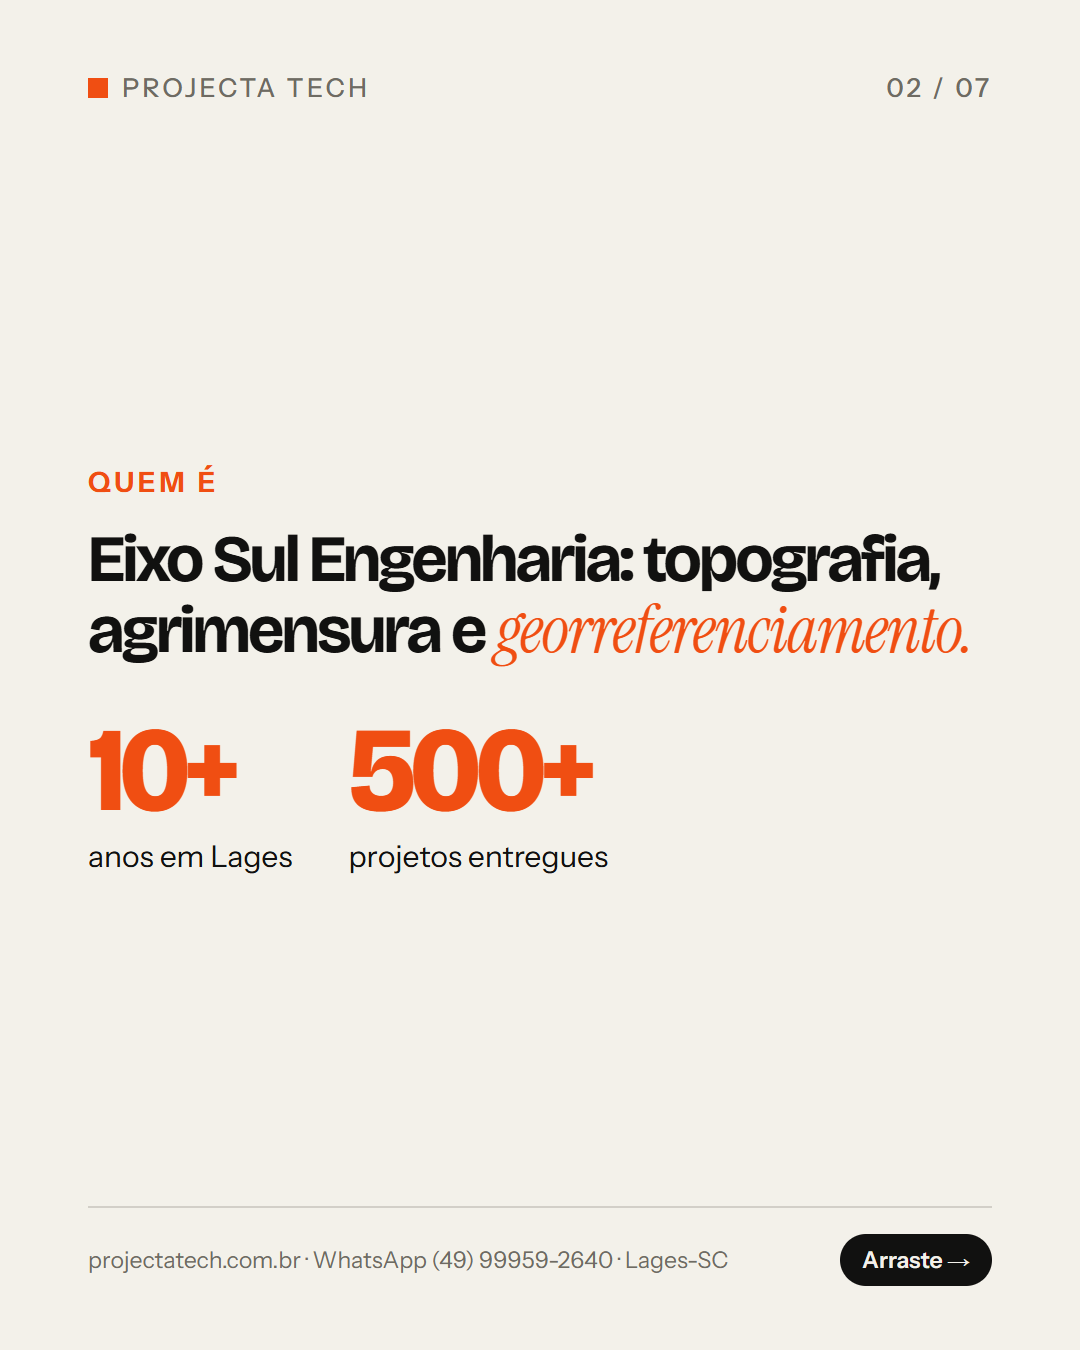 PROJECTA TECH
02 / 07
QUEM É
Eixo Sul Engenharia: topografia,
agrimensura e georreferenciamento.
10+
500+
anos em Lages
projetos entregues
projectatech.com.br · WhatsApp (49) 99959-2640 · Lages-SC
Arraste →